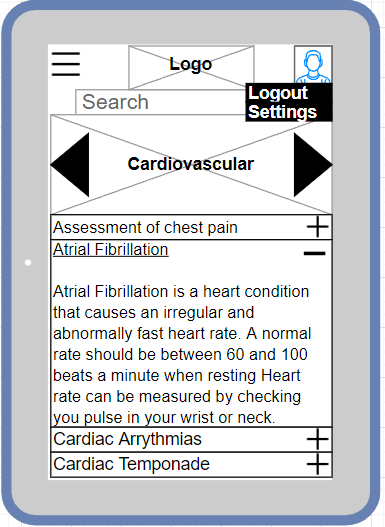 Logo
Search
Logout
Settings
Cardiovascular
Assessment of chest pain
Atrial Fibrillation
Atrial Fibrillation is a heart condition
that causes an irregular and
abnormally fast heart rate. A normal
rate should be between 60 and 100
beats a minute when resting Heart
rate can be measured by checking
you pulse in your wrist or neck.
Cardiac Arrythmias
Cardiac Temponade